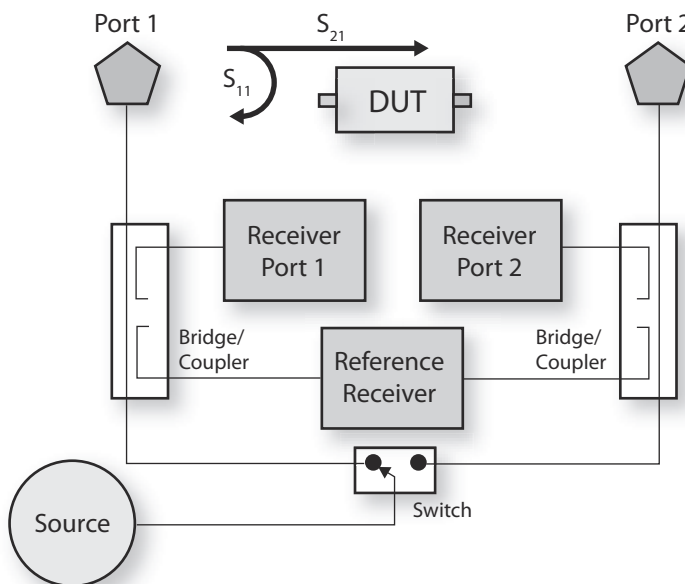 Port 1
S21
Port 2
S11
DUT
Receiver
Port 1
Receiver
Port 2
Bridge/
Coupler
Reference
Receiver
Bridge/
Coupler
Switch
Source